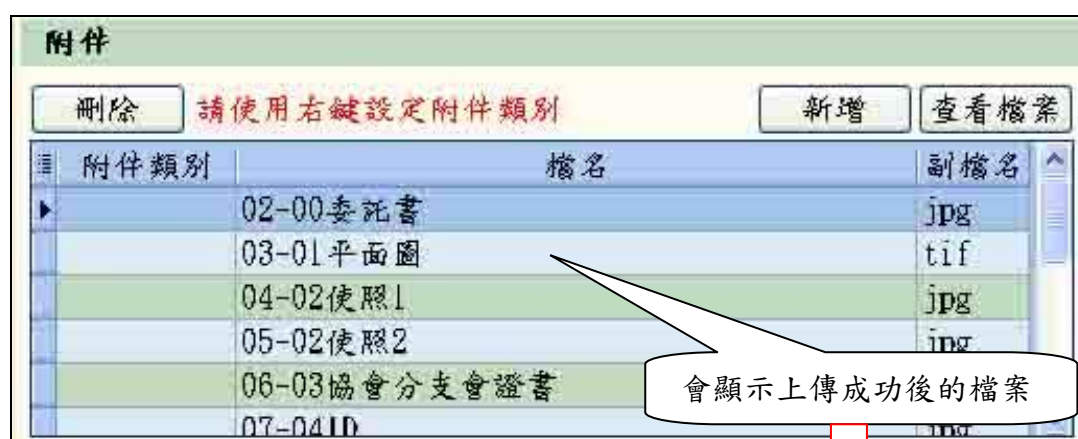 附件
刪除 請使用右鍵設定附件類別 新增 查看檔案
附件類別 檔名 副檔名
02-00委託書 jpg
03-01平面圖 tif
04-02使照1 jpg
05-02使照2 jpg
06-03協會分支會證書
會顯示上傳成功後的檔案
07-04ID jpg